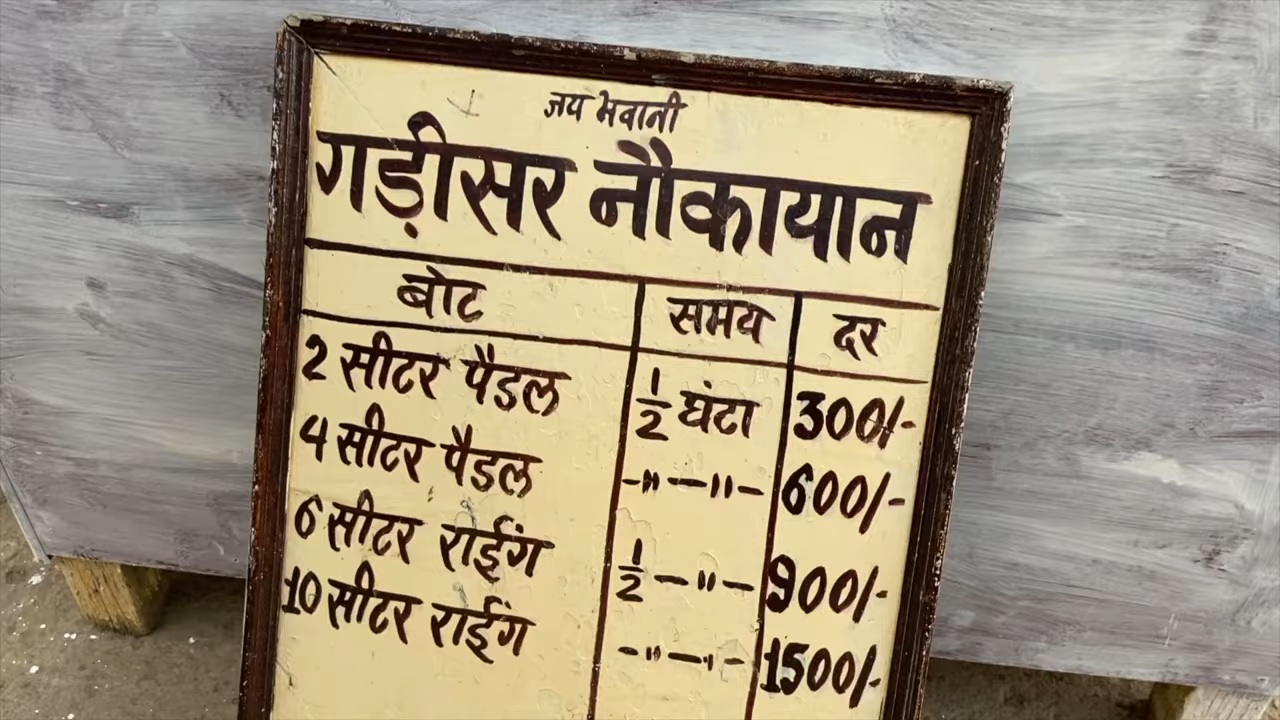 जय भवानी
गड़ीसर नौकायान
बोट समय दर
2 सीटर पैडल 1/2 घंटा 300/-
4 सीटर पैडल -"-"- 600/-
6 सीटर राईंग 1/2 -"- 900/-
10 सीटर राईंग -"-"- 1500/-